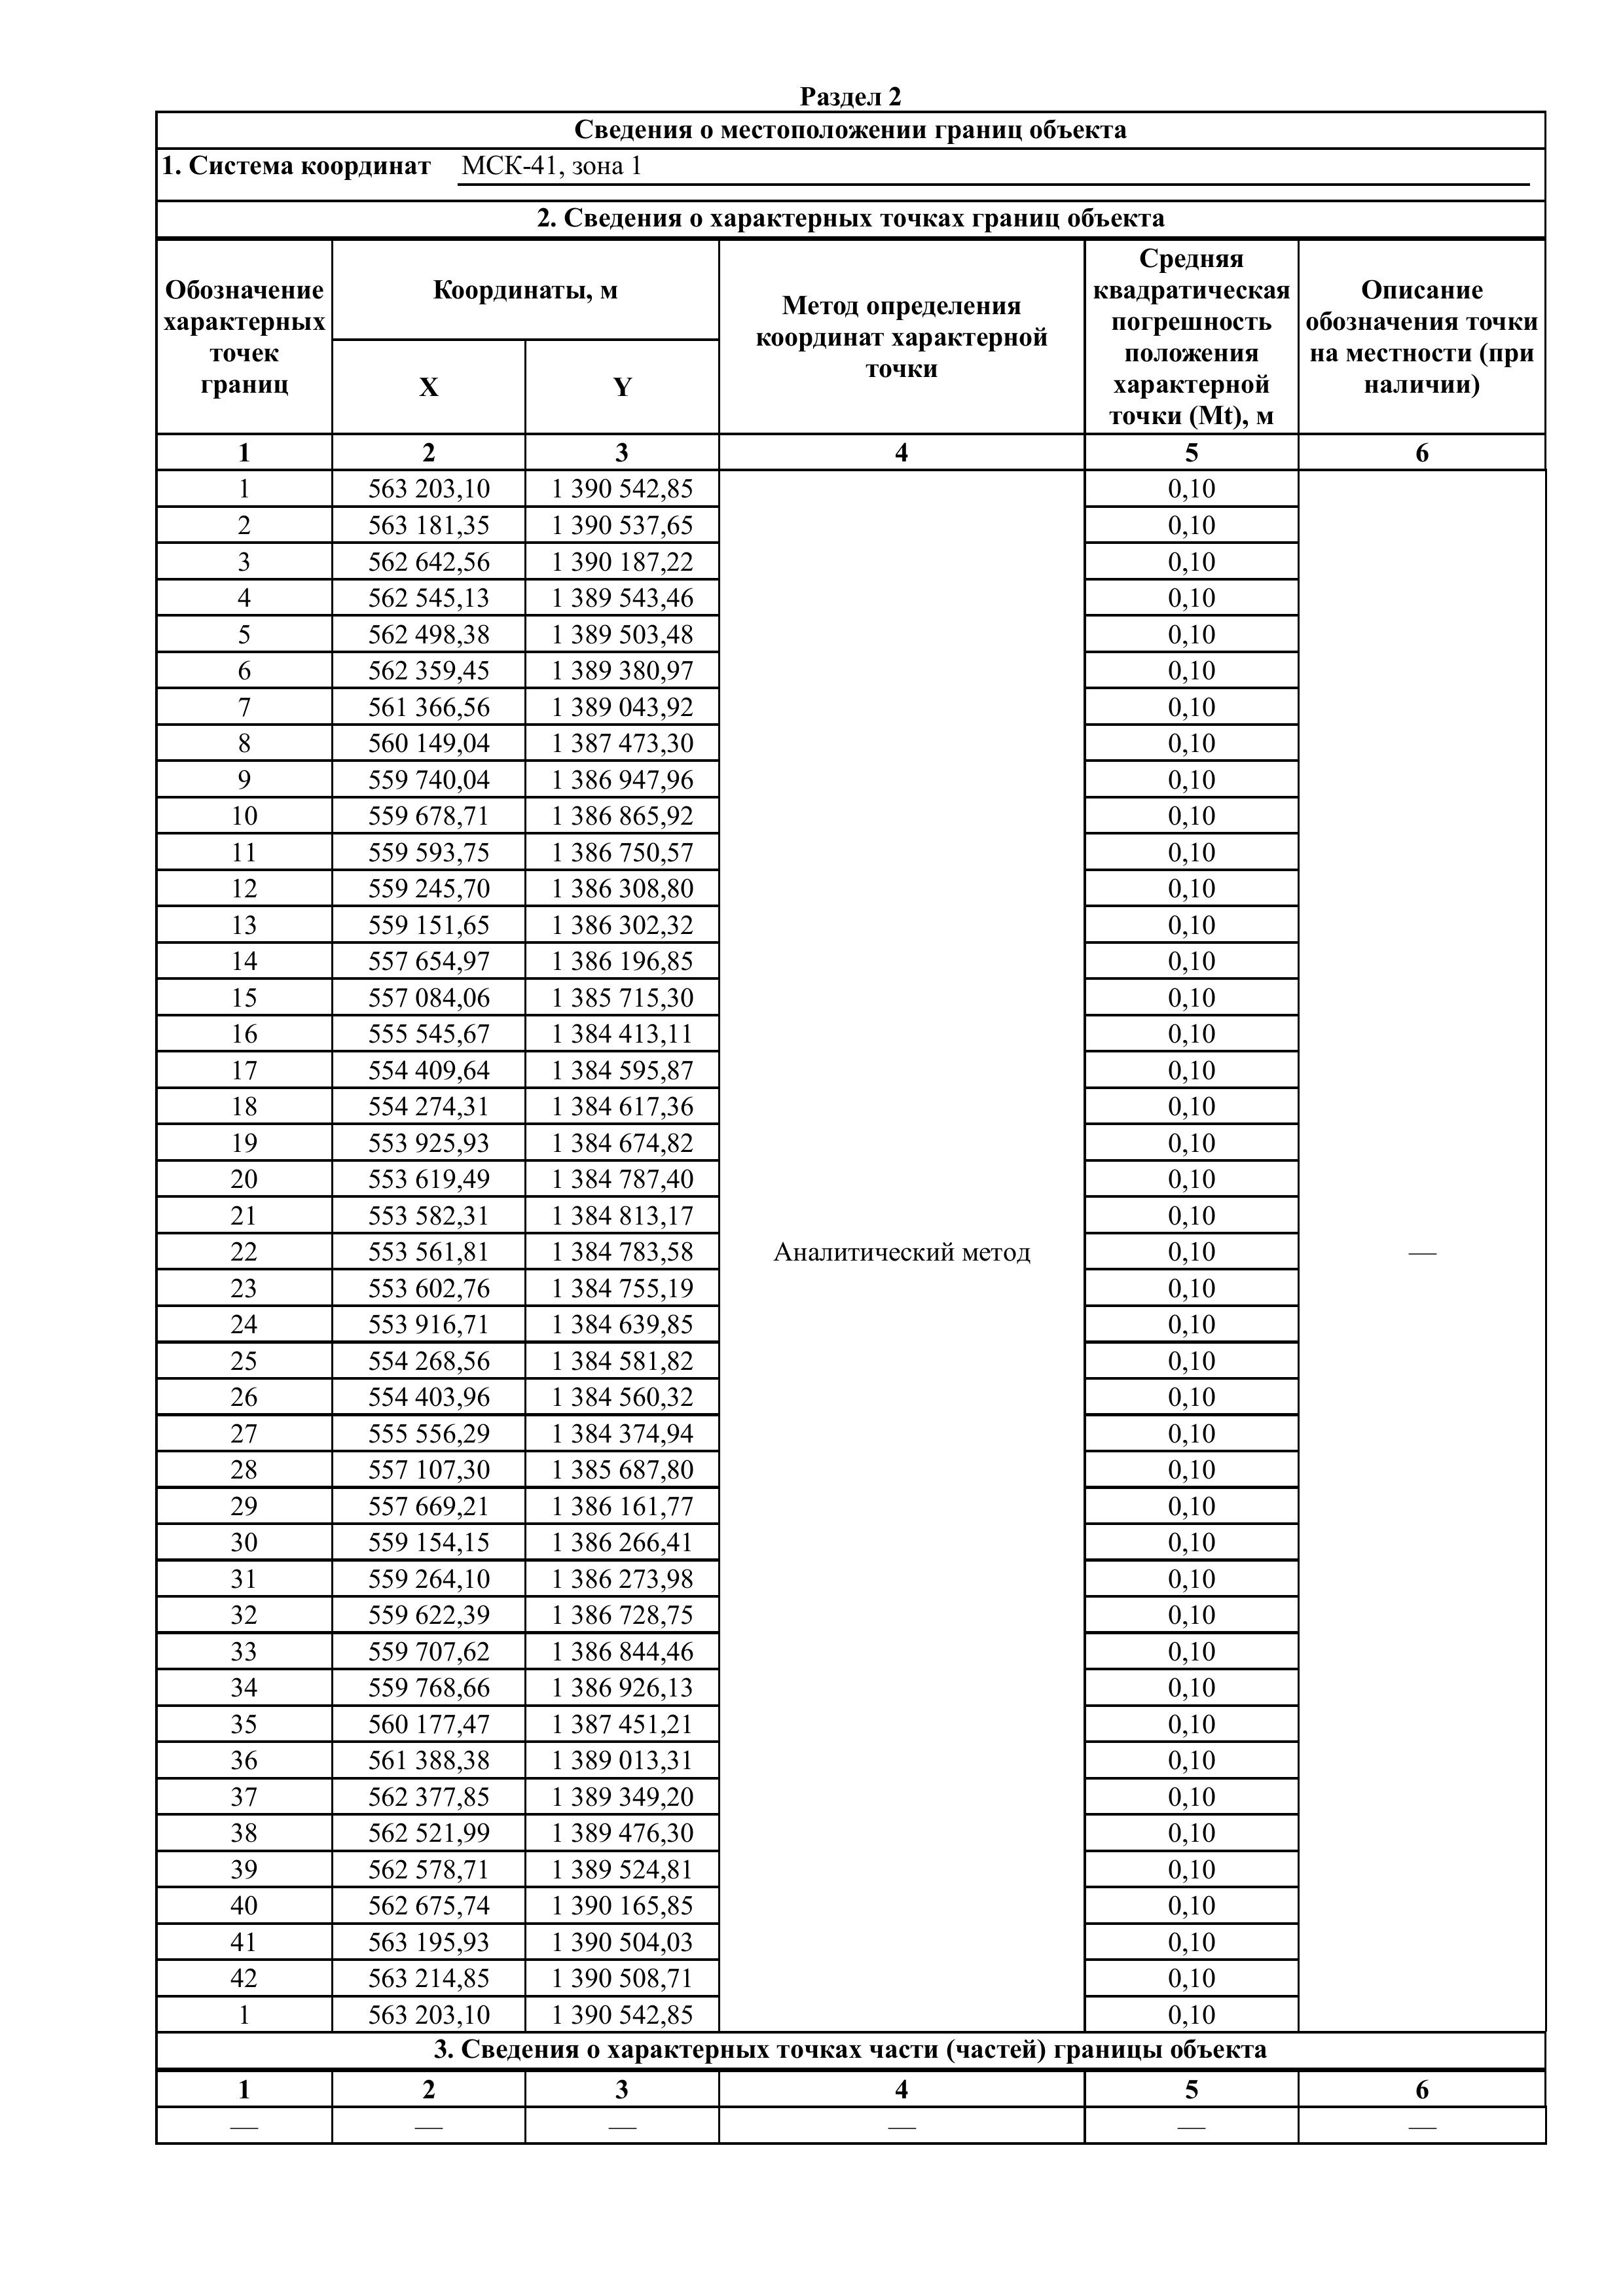 Раздел 2
Сведения о местоположении границ объекта
1. Система координат МСК-41, зона 1
2. Сведения о характерных точках границ объекта
Обозначение характерных точек границ
Координаты, м
X
Y
Метод определения координат характерной точки
Средняя квадратическая погрешность положения характерной точки (Mt), м
Описание обозначения точки на местности (при наличии)
1 2 3 4 5 6
1 563 203,10 1 390 542,85 0,10
2 563 181,35 1 390 537,65 0,10
3 562 642,56 1 390 187,22 0,10
4 562 545,13 1 389 543,46 0,10
5 562 498,38 1 389 503,48 0,10
6 562 359,45 1 389 380,97 0,10
7 561 366,56 1 389 043,92 0,10
8 560 149,04 1 387 473,30 0,10
9 559 740,04 1 386 947,96 0,10
10 559 678,71 1 386 865,92 0,10
11 559 593,75 1 386 750,57 0,10
12 559 245,70 1 386 308,80 0,10
13 559 151,65 1 386 302,32 0,10
14 557 654,97 1 386 196,85 0,10
15 557 084,06 1 385 715,30 0,10
16 555 545,67 1 384 413,11 0,10
17 554 409,64 1 384 595,87 0,10
18 554 274,31 1 384 617,36 0,10
19 553 925,93 1 384 674,82 0,10
20 553 619,49 1 384 787,40 0,10
21 553 582,31 1 384 813,17 0,10
22 553 561,81 1 384 783,58 Аналитический метод 0,10 —
23 553 602,76 1 384 755,19 0,10
24 553 916,71 1 384 639,85 0,10
25 554 268,56 1 384 581,82 0,10
26 554 403,96 1 384 560,32 0,10
27 555 556,29 1 384 374,94 0,10
28 557 107,30 1 385 687,80 0,10
29 557 669,21 1 386 161,77 0,10
30 559 154,15 1 386 266,41 0,10
31 559 264,10 1 386 273,98 0,10
32 559 622,39 1 386 728,75 0,10
33 559 707,62 1 386 844,46 0,10
34 559 768,66 1 386 926,13 0,10
35 560 177,47 1 387 451,21 0,10
36 561 388,38 1 389 013,31 0,10
37 562 377,85 1 389 349,20 0,10
38 562 521,99 1 389 476,30 0,10
39 562 578,71 1 389 524,81 0,10
40 562 675,74 1 390 165,85 0,10
41 563 195,93 1 390 504,03 0,10
42 563 214,85 1 390 508,71 0,10
1 563 203,10 1 390 542,85 0,10
3. Сведения о характерных точках части (частей) границы объекта
1 2 3 4 5 6
— — — — — —